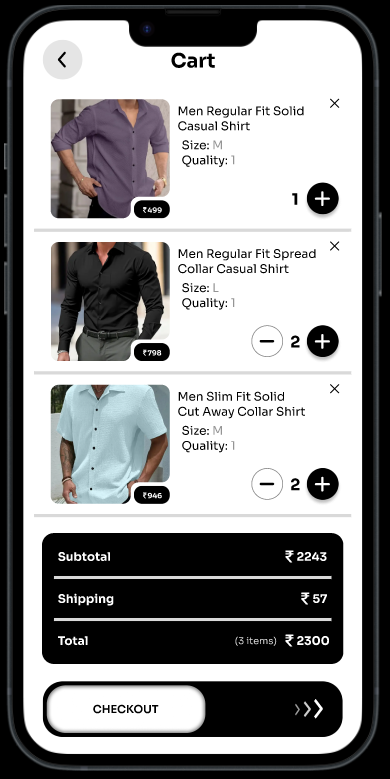 Cart
Men Regular Fit Solid
Casual Shirt
Size: M
Quality: 1
₹499
1
Men Regular Fit Spread
Collar Casual Shirt
Size: L
Quality: 1
₹798
2
Men Slim Fit Solid
Cut Away Collar Shirt
Size: M
Quality: 1
₹946
2
Subtotal ₹ 2243
Shipping ₹ 57
Total (3 items) ₹ 2300
CHECKOUT